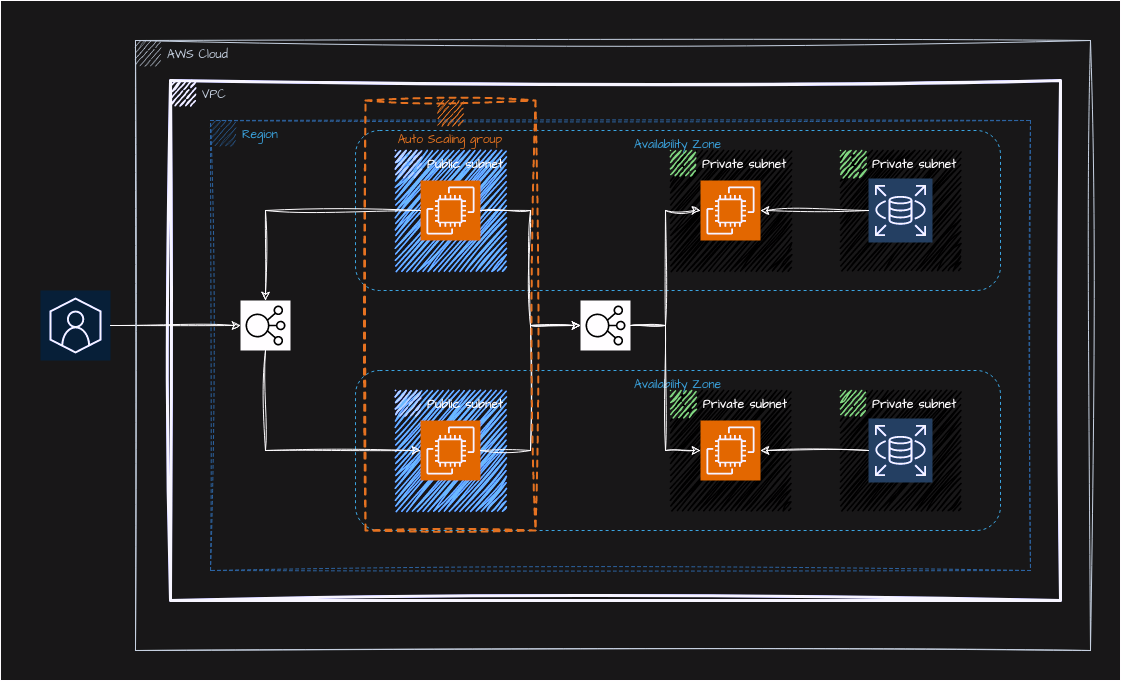 AWS Cloud
VPC
Region
Auto Scaling group
Availability Zone
Public subnet
Private subnet
Private subnet
Availability Zone
Public subnet
Private subnet
Private subnet